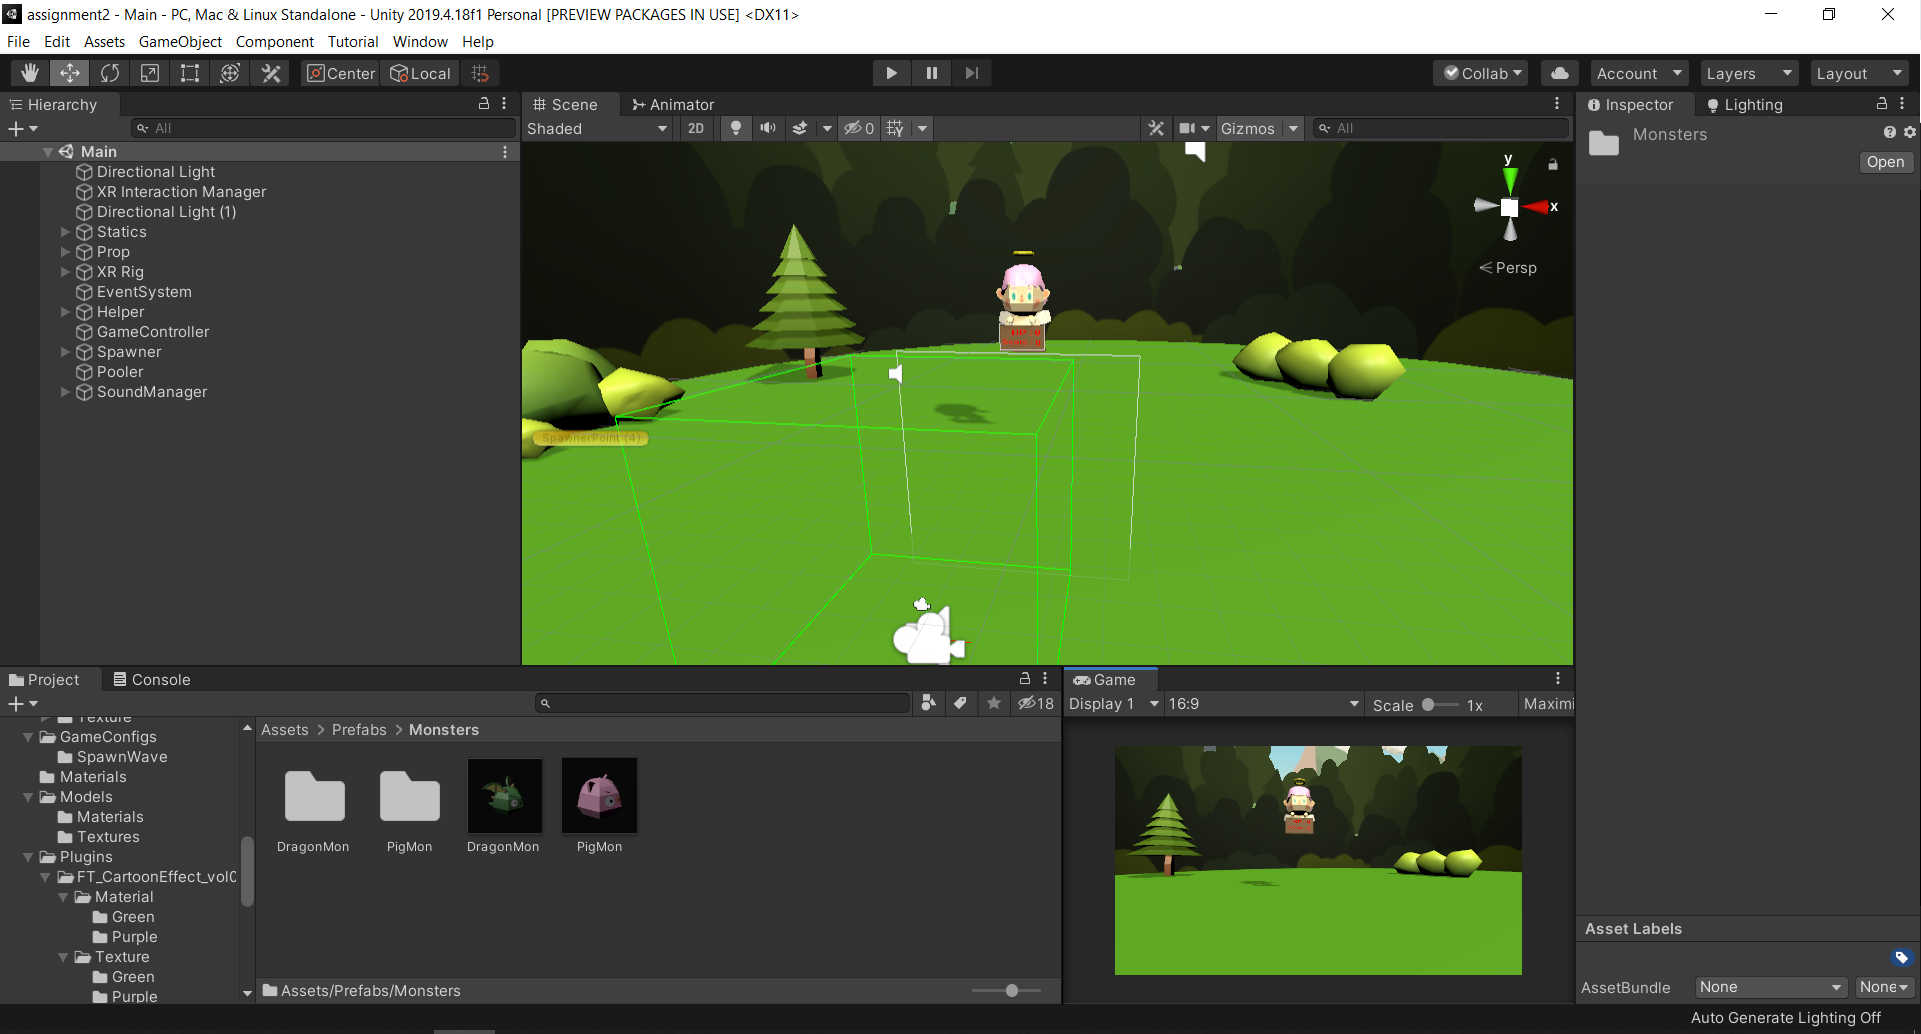 assignment2 - Main - PC, Mac & Linux Standalone - Unity 2019.4.18f1 Personal [PREVIEW PACKAGES IN USE] <DX11>
File Edit Assets GameObject Component Tutorial Window Help
Center Local Collab Account Layers Layout
Hierarchy
All
Main
Directional Light
XR Interaction Manager
Directional Light (1)
Statics
Prop
XR Rig
EventSystem
Helper
GameController
Spawner
Pooler
SoundManager
Scene Animator
Shaded 2D 0 Gizmos All
y
x
Persp
SpawnerPoint (4)
Inspector Lighting
Monsters
Open
Project Console
18
Texture
GameConfigs
SpawnWave
Materials
Models
Materials
Textures
Plugins
FT_CartoonEffect_vol0
Material
Green
Purple
Texture
Green
Purple
Assets > Prefabs > Monsters
DragonMon PigMon DragonMon PigMon
Assets/Prefabs/Monsters
Game
Display 1 16:9 Scale 1x Maximi
Asset Labels
AssetBundle None None
Auto Generate Lighting Off